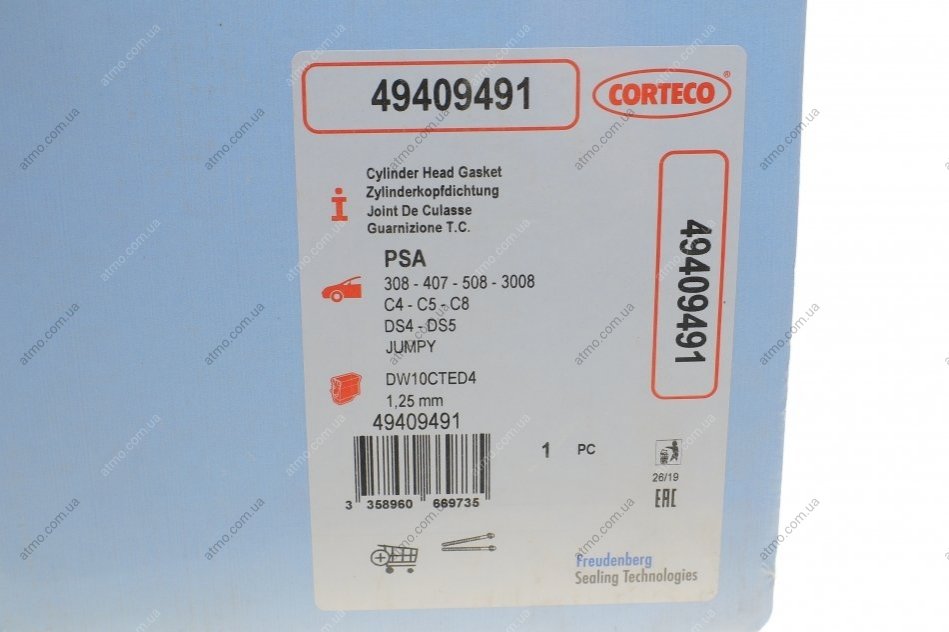 49409491
CORTECO®
Cylinder Head Gasket
Zylinderkopfdichtung
Joint De Culasse
Guarnizione T.C.
PSA
308 - 407 - 508 - 3008
C4 - C5 - C8
DS4 - DS5
JUMPY
DW10CTED4
1,25 mm
49409491
3 358960 669735
1 PC
26/19
EAC
Freudenberg
Sealing Technologies
49409491
atmo.com.ua